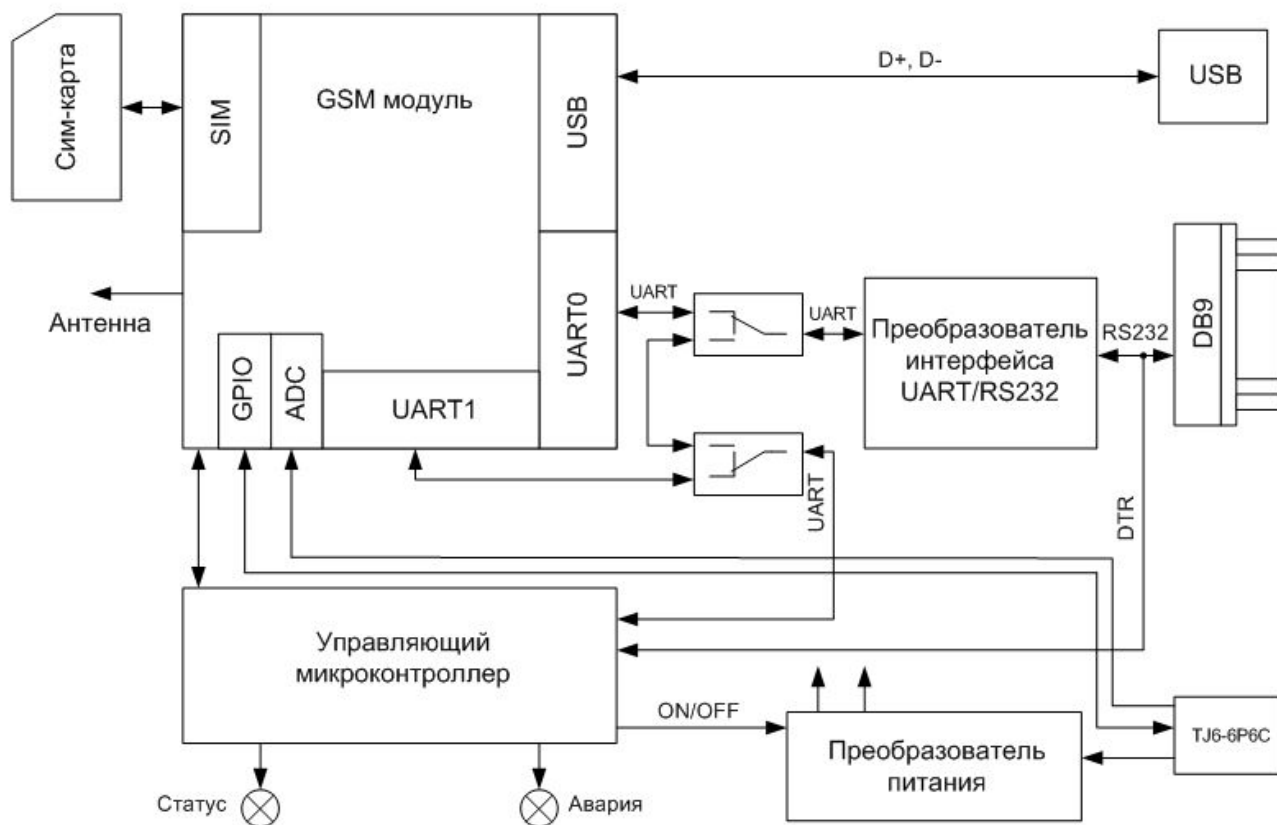 Сим-карта
SIM
GSM модуль
USB
D+, D-
USB
Антенна
GPIO
ADC
UART1
UART0
UART
UART
Преобразователь
интерфейса
UART/RS232
RS232
DB9
UART
DTR
Управляющий
микроконтроллер
ON/OFF
Преобразователь
питания
TJ6-6P6C
Статус
Авария